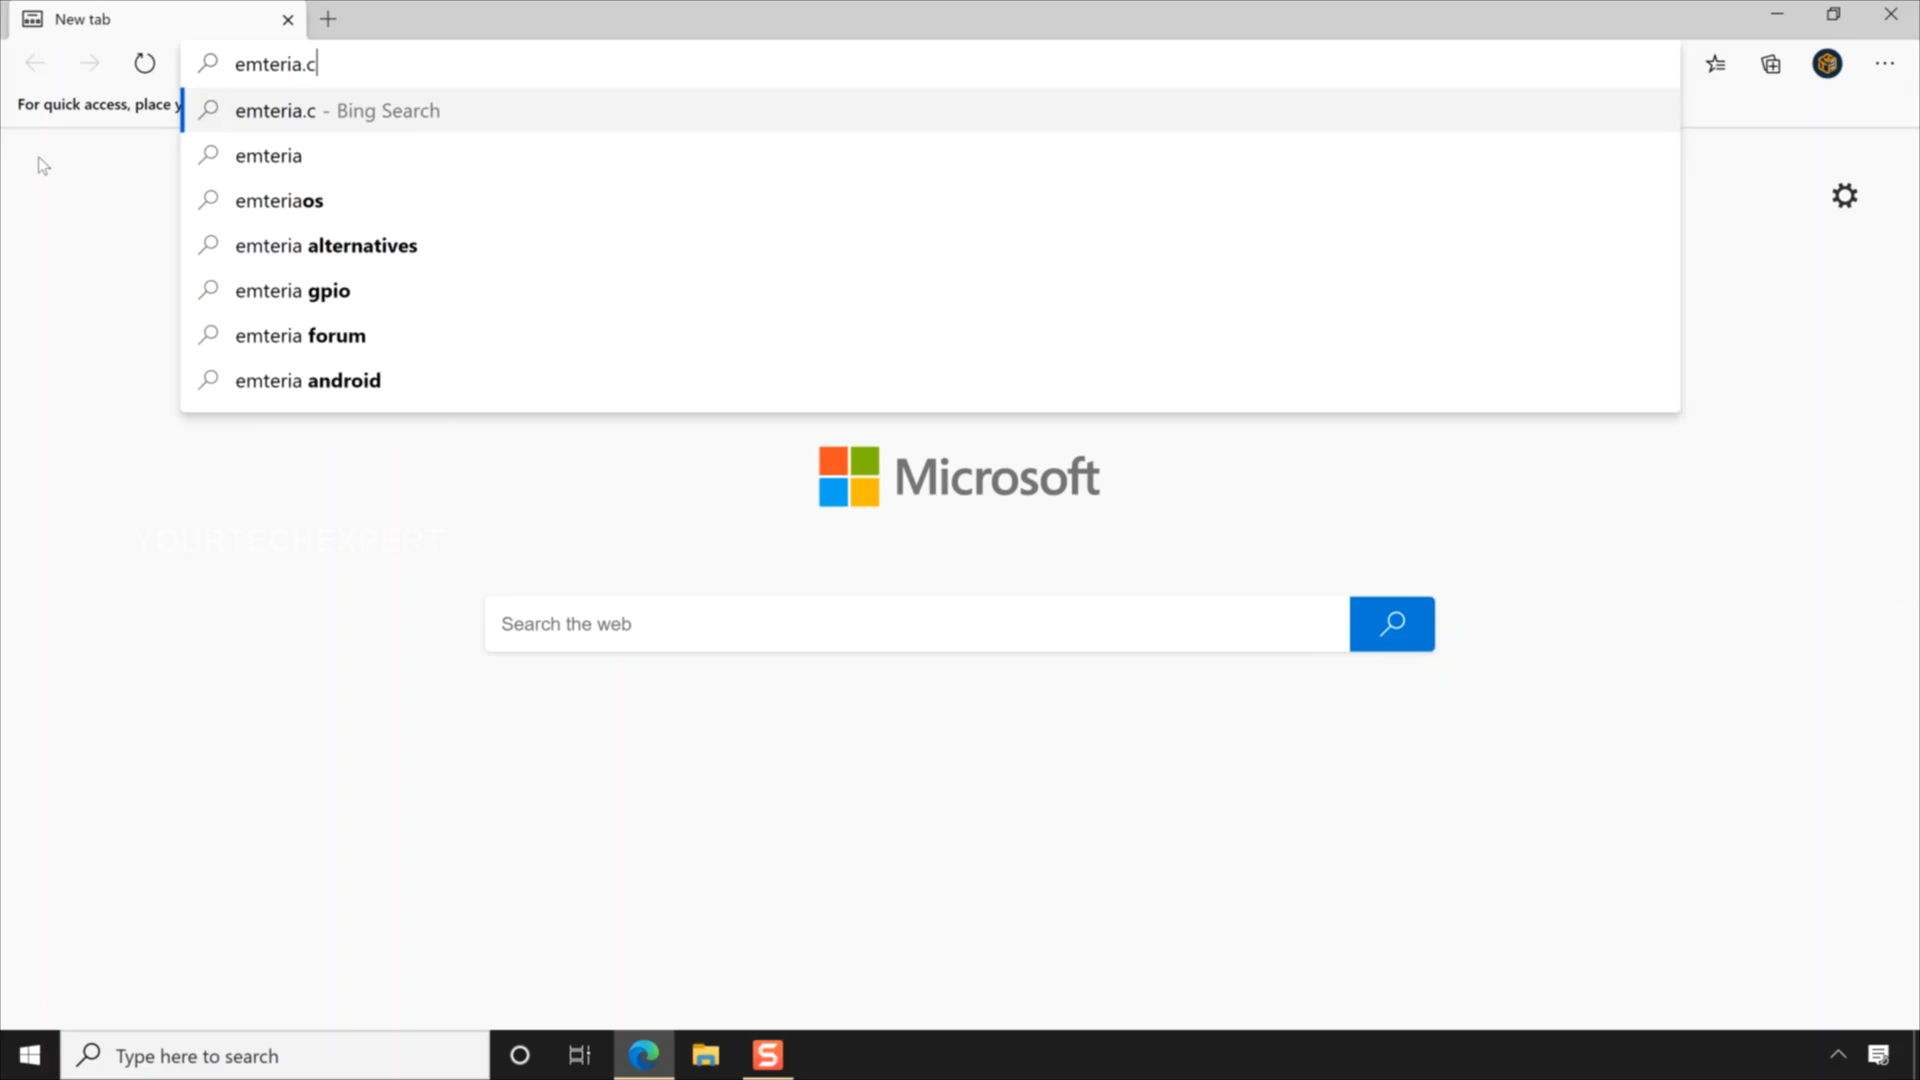 New tab
emteria.c
For quick access, place y
emteria.c - Bing Search
emteria
emteriaos
emteria alternatives
emteria gpio
emteria forum
emteria android
Microsoft
YOURTECHEXPERT
Search the web
Type here to search